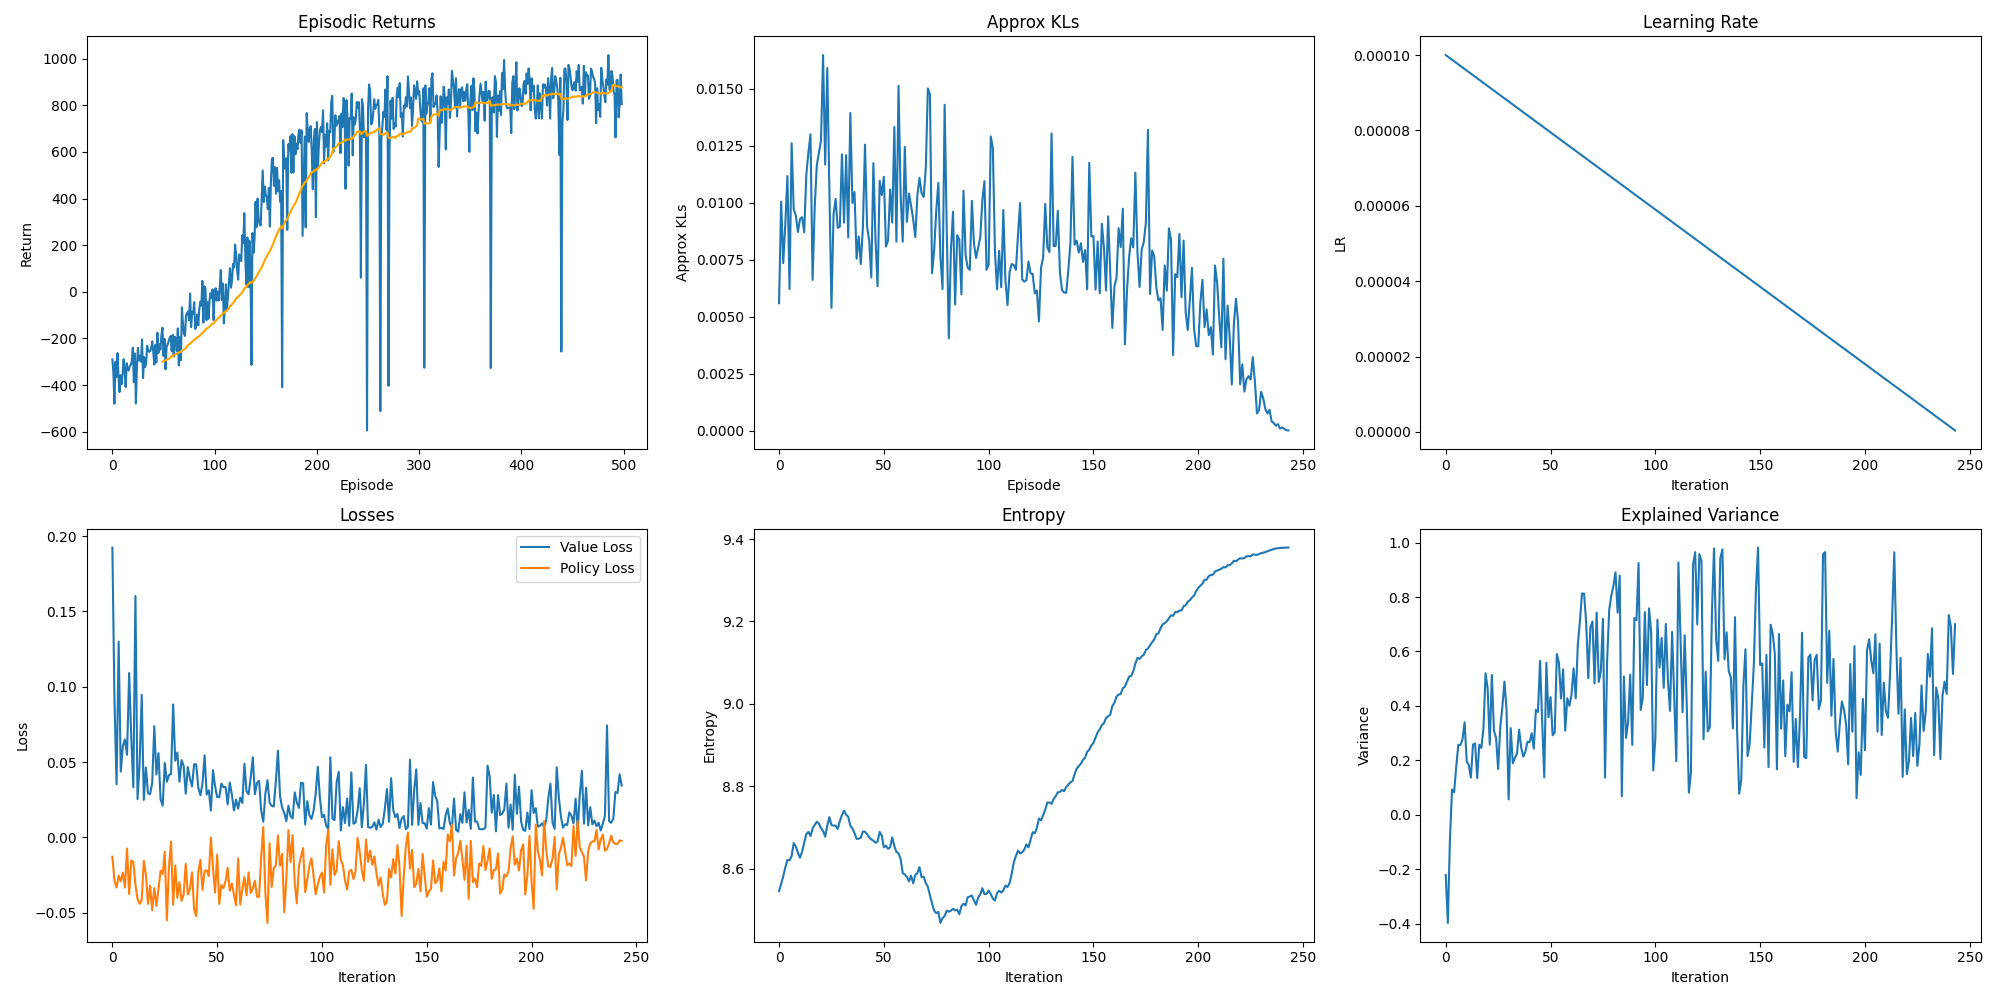 Episodic Returns
1000
800
600
400
200
0
−200
−400
−600
Return
0 100 200 300 400 500
Episode
Approx KLs
0.0150
0.0125
0.0100
0.0075
0.0050
0.0025
0.0000
Approx KLs
0 50 100 150 200 250
Episode
Learning Rate
0.00010
0.00008
0.00006
0.00004
0.00002
0.00000
LR
0 50 100 150 200 250
Iteration
Losses
0.20
0.15
0.10
0.05
0.00
−0.05
Loss
Value Loss
Policy Loss
0 50 100 150 200 250
Iteration
Entropy
9.4
9.2
9.0
8.8
8.6
Entropy
0 50 100 150 200 250
Iteration
Explained Variance
1.0
0.8
0.6
0.4
0.2
0.0
−0.2
−0.4
Variance
0 50 100 150 200 250
Iteration